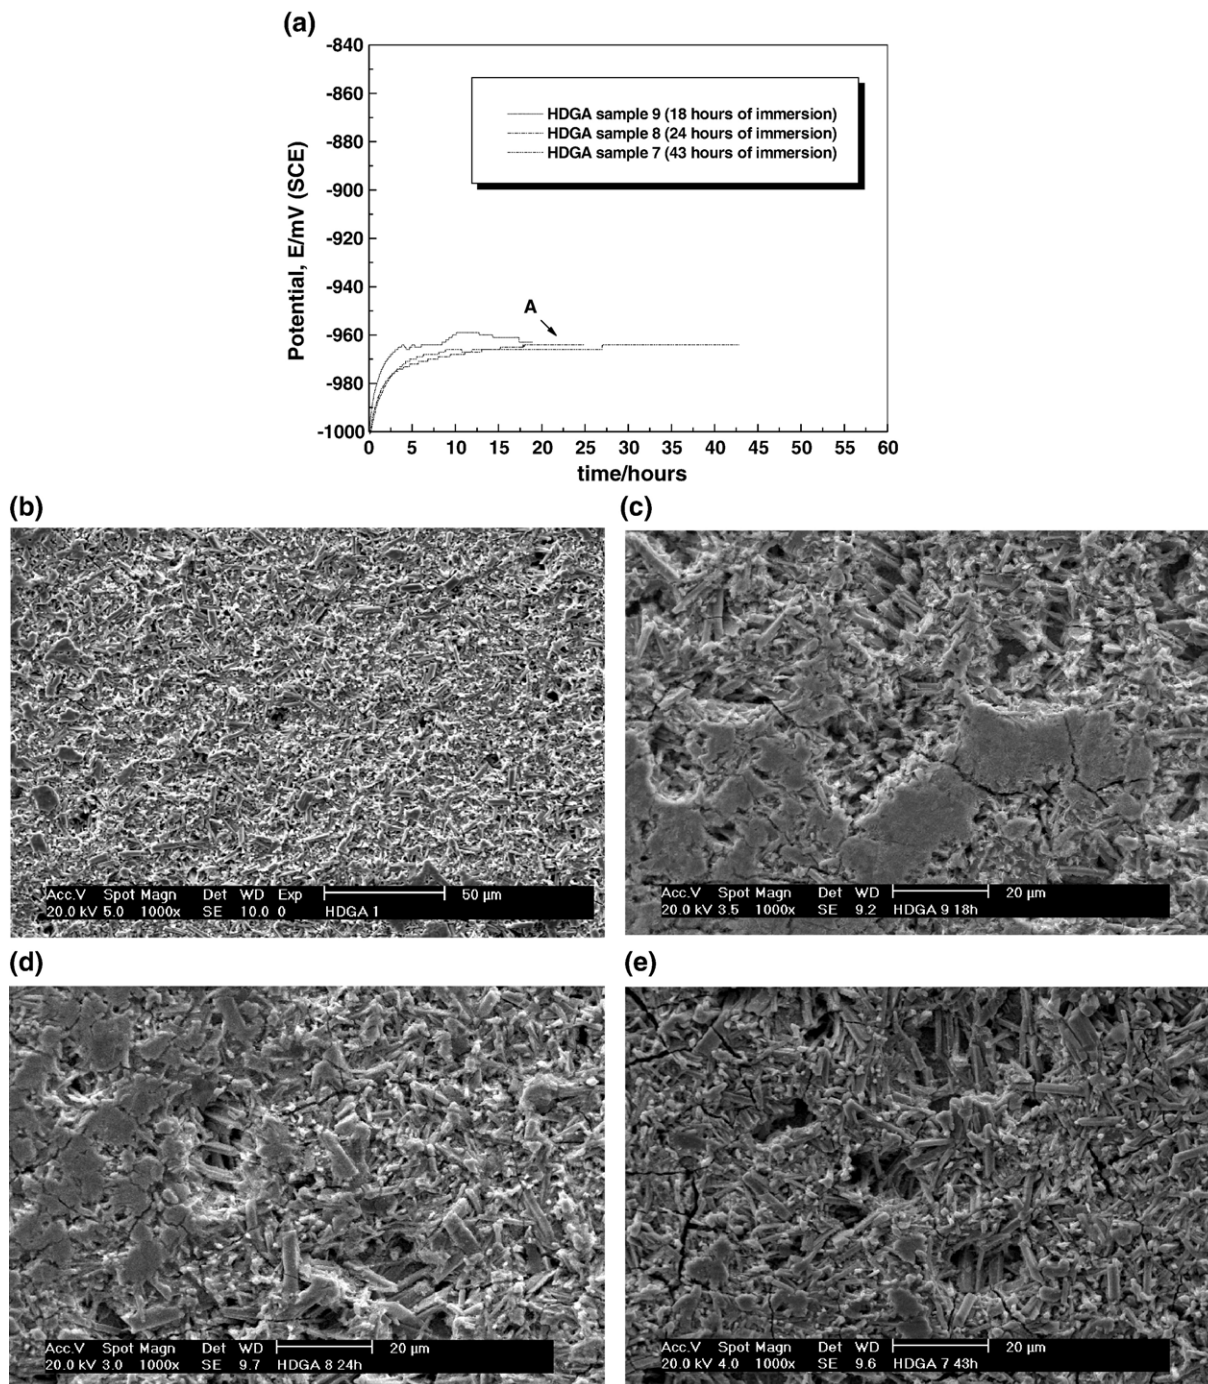 (a)
-840
-860
-880
-900
-920
-940
-960
-980
-1000
Potential, E/mV (SCE)
HDGA sample 9 (18 hours of immersion)
HDGA sample 8 (24 hours of immersion)
HDGA sample 7 (43 hours of immersion)
A
0 5 10 15 20 25 30 35 40 45 50 55 60
time/hours
(b)
Acc.V Spot Magn Det WD Exp 50 µm
20.0 kV 5.0 1000x SE 10.0 0 HDGA 1
(c)
Acc.V Spot Magn Det WD 20 µm
20.0 kV 3.5 1000x SE 9.2 HDGA 9 18h
(d)
Acc.V Spot Magn Det WD 20 µm
20.0 kV 3.0 1000x SE 9.7 HDGA 8 24h
(e)
Acc.V Spot Magn Det WD 20 µm
20.0 kV 4.0 1000x SE 9.6 HDGA 7 43h